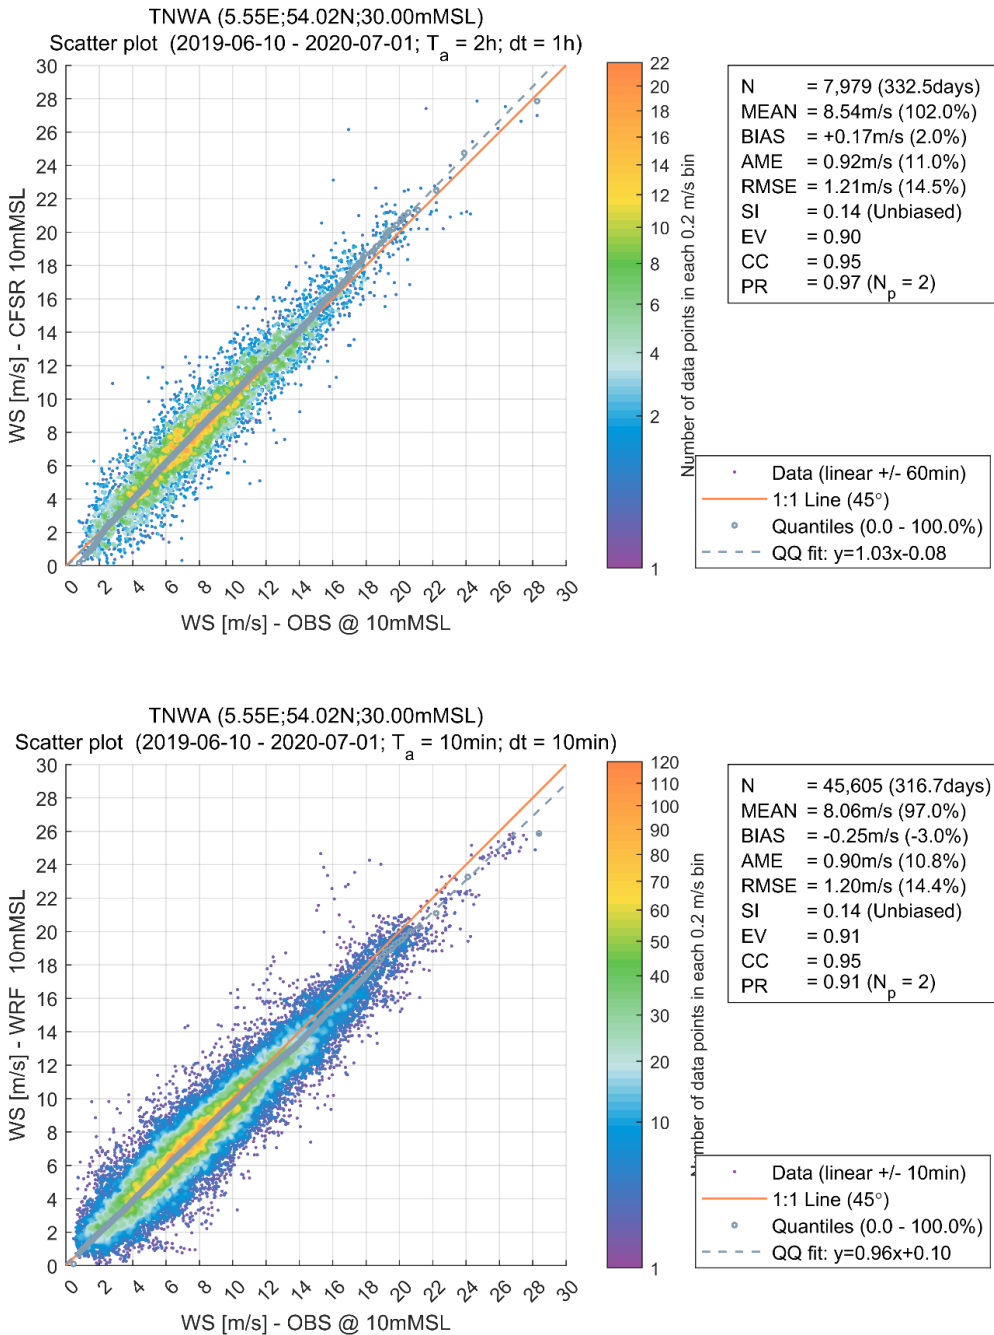 TNWA (5.55E;54.02N;30.00mMSL)
Scatter plot (2019-06-10 - 2020-07-01; Ta = 2h; dt = 1h)
30
28
26
24
22
20
18
16
14
12
10
8
6
4
2
0
WS [m/s] - CFSR 10mMSL
0 2 4 6 8 10 12 14 16 18 20 22 24 26 28 30
WS [m/s] - OBS @ 10mMSL
22
20
18
16
14
12
10
8
6
4
2
1
Number of data points in each 0.2 m/s bin
N = 7,979 (332.5days)
MEAN = 8.54m/s (102.0%)
BIAS = +0.17m/s (2.0%)
AME = 0.92m/s (11.0%)
RMSE = 1.21m/s (14.5%)
SI = 0.14 (Unbiased)
EV = 0.90
CC = 0.95
PR = 0.97 (Np = 2)
Data (linear +/- 60min)
1:1 Line (45°)
Quantiles (0.0 - 100.0%)
QQ fit: y=1.03x-0.08
TNWA (5.55E;54.02N;30.00mMSL)
Scatter plot (2019-06-10 - 2020-07-01; Ta = 10min; dt = 10min)
30
28
26
24
22
20
18
16
14
12
10
8
6
4
2
0
WS [m/s] - WRF 10mMSL
0 2 4 6 8 10 12 14 16 18 20 22 24 26 28 30
WS [m/s] - OBS @ 10mMSL
120
110
100
90
80
70
60
50
40
30
20
10
1
Number of data points in each 0.2 m/s bin
N = 45,605 (316.7days)
MEAN = 8.06m/s (97.0%)
BIAS = -0.25m/s (-3.0%)
AME = 0.90m/s (10.8%)
RMSE = 1.20m/s (14.4%)
SI = 0.14 (Unbiased)
EV = 0.91
CC = 0.95
PR = 0.91 (Np = 2)
Data (linear +/- 10min)
1:1 Line (45°)
Quantiles (0.0 - 100.0%)
QQ fit: y=0.96x+0.10